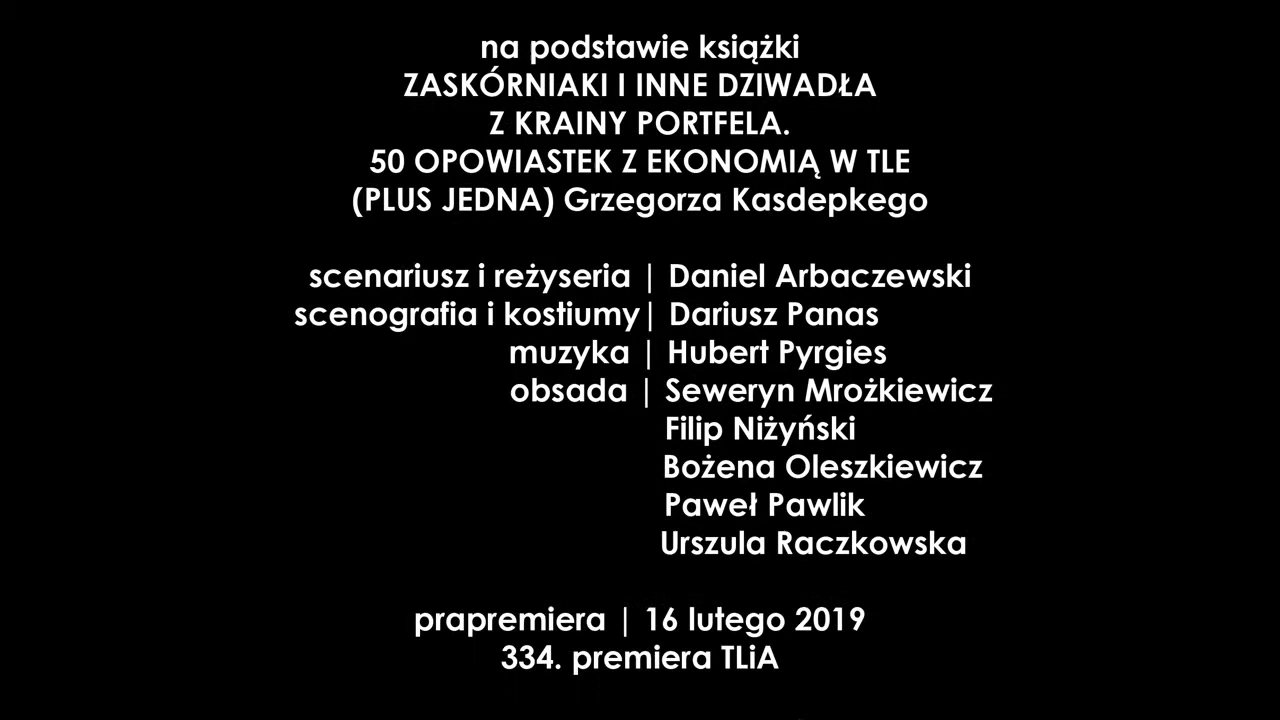 na podstawie książki
ZASKÓRNIAKI I INNE DZIWADŁA
Z KRAINY PORTFELA.
50 OPOWIASTEK Z EKONOMIĄ W TLE
(PLUS JEDNA) Grzegorza Kasdepkego
scenariusz i reżyseria | Daniel Arbaczewski
scenografia i kostiumy| Dariusz Panas
muzyka | Hubert Pyrgies
obsada | Seweryn Mrożkiewicz
Filip Niżyński
Bożena Oleszkiewicz
Paweł Pawlik
Urszula Raczkowska
prapremiera | 16 lutego 2019
334. premiera TLiA